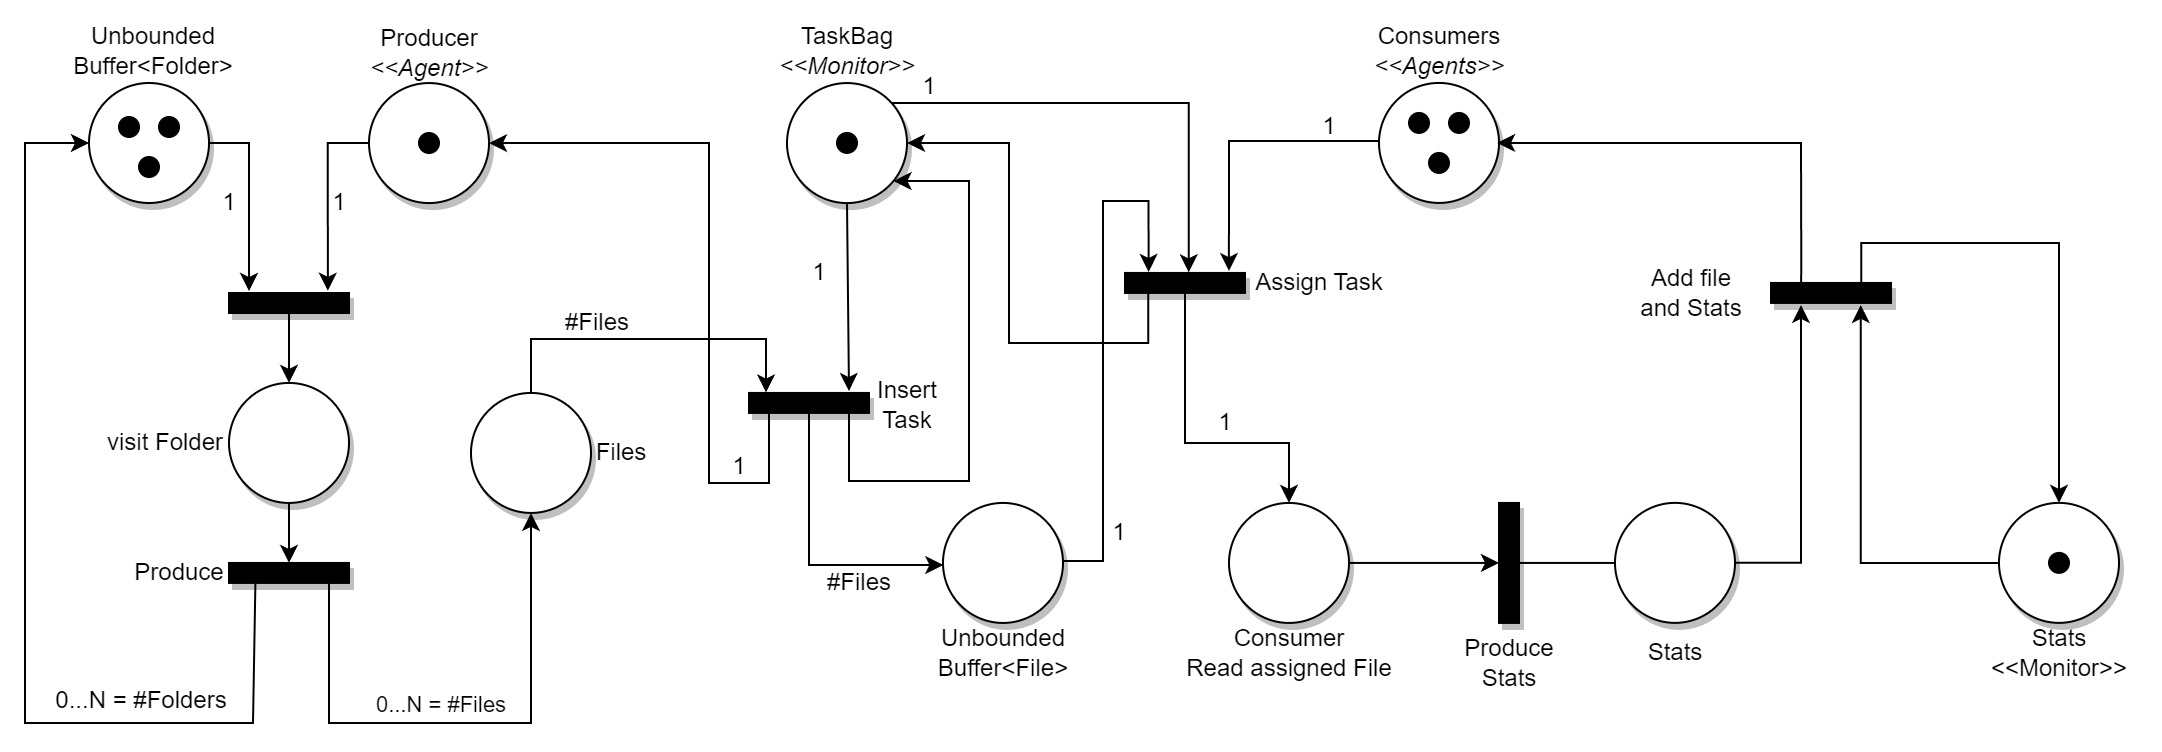 Unbounded
Buffer<Folder>
Producer
<<Agent>>
TaskBag
<<Monitor>>
Consumers
<<Agents>>
1
1
1
1
1
Assign Task
Add file
and Stats
#Files
Insert
Task
1
visit Folder
Files
1
1
Produce
#Files
Unbounded
Buffer<File>
Consumer
Read assigned File
Produce
Stats
Stats
Stats
<<Monitor>>
0...N = #Folders
0...N = #Files